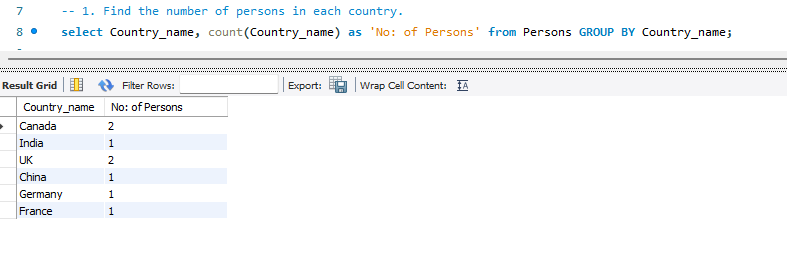 7 -- 1. Find the number of persons in each country.
8 select Country_name, count(Country_name) as 'No: of Persons' from Persons GROUP BY Country_name;
Result Grid Filter Rows: Export: Wrap Cell Content: IA
Country_name No: of Persons
Canada 2
India 1
UK 2
China 1
Germany 1
France 1